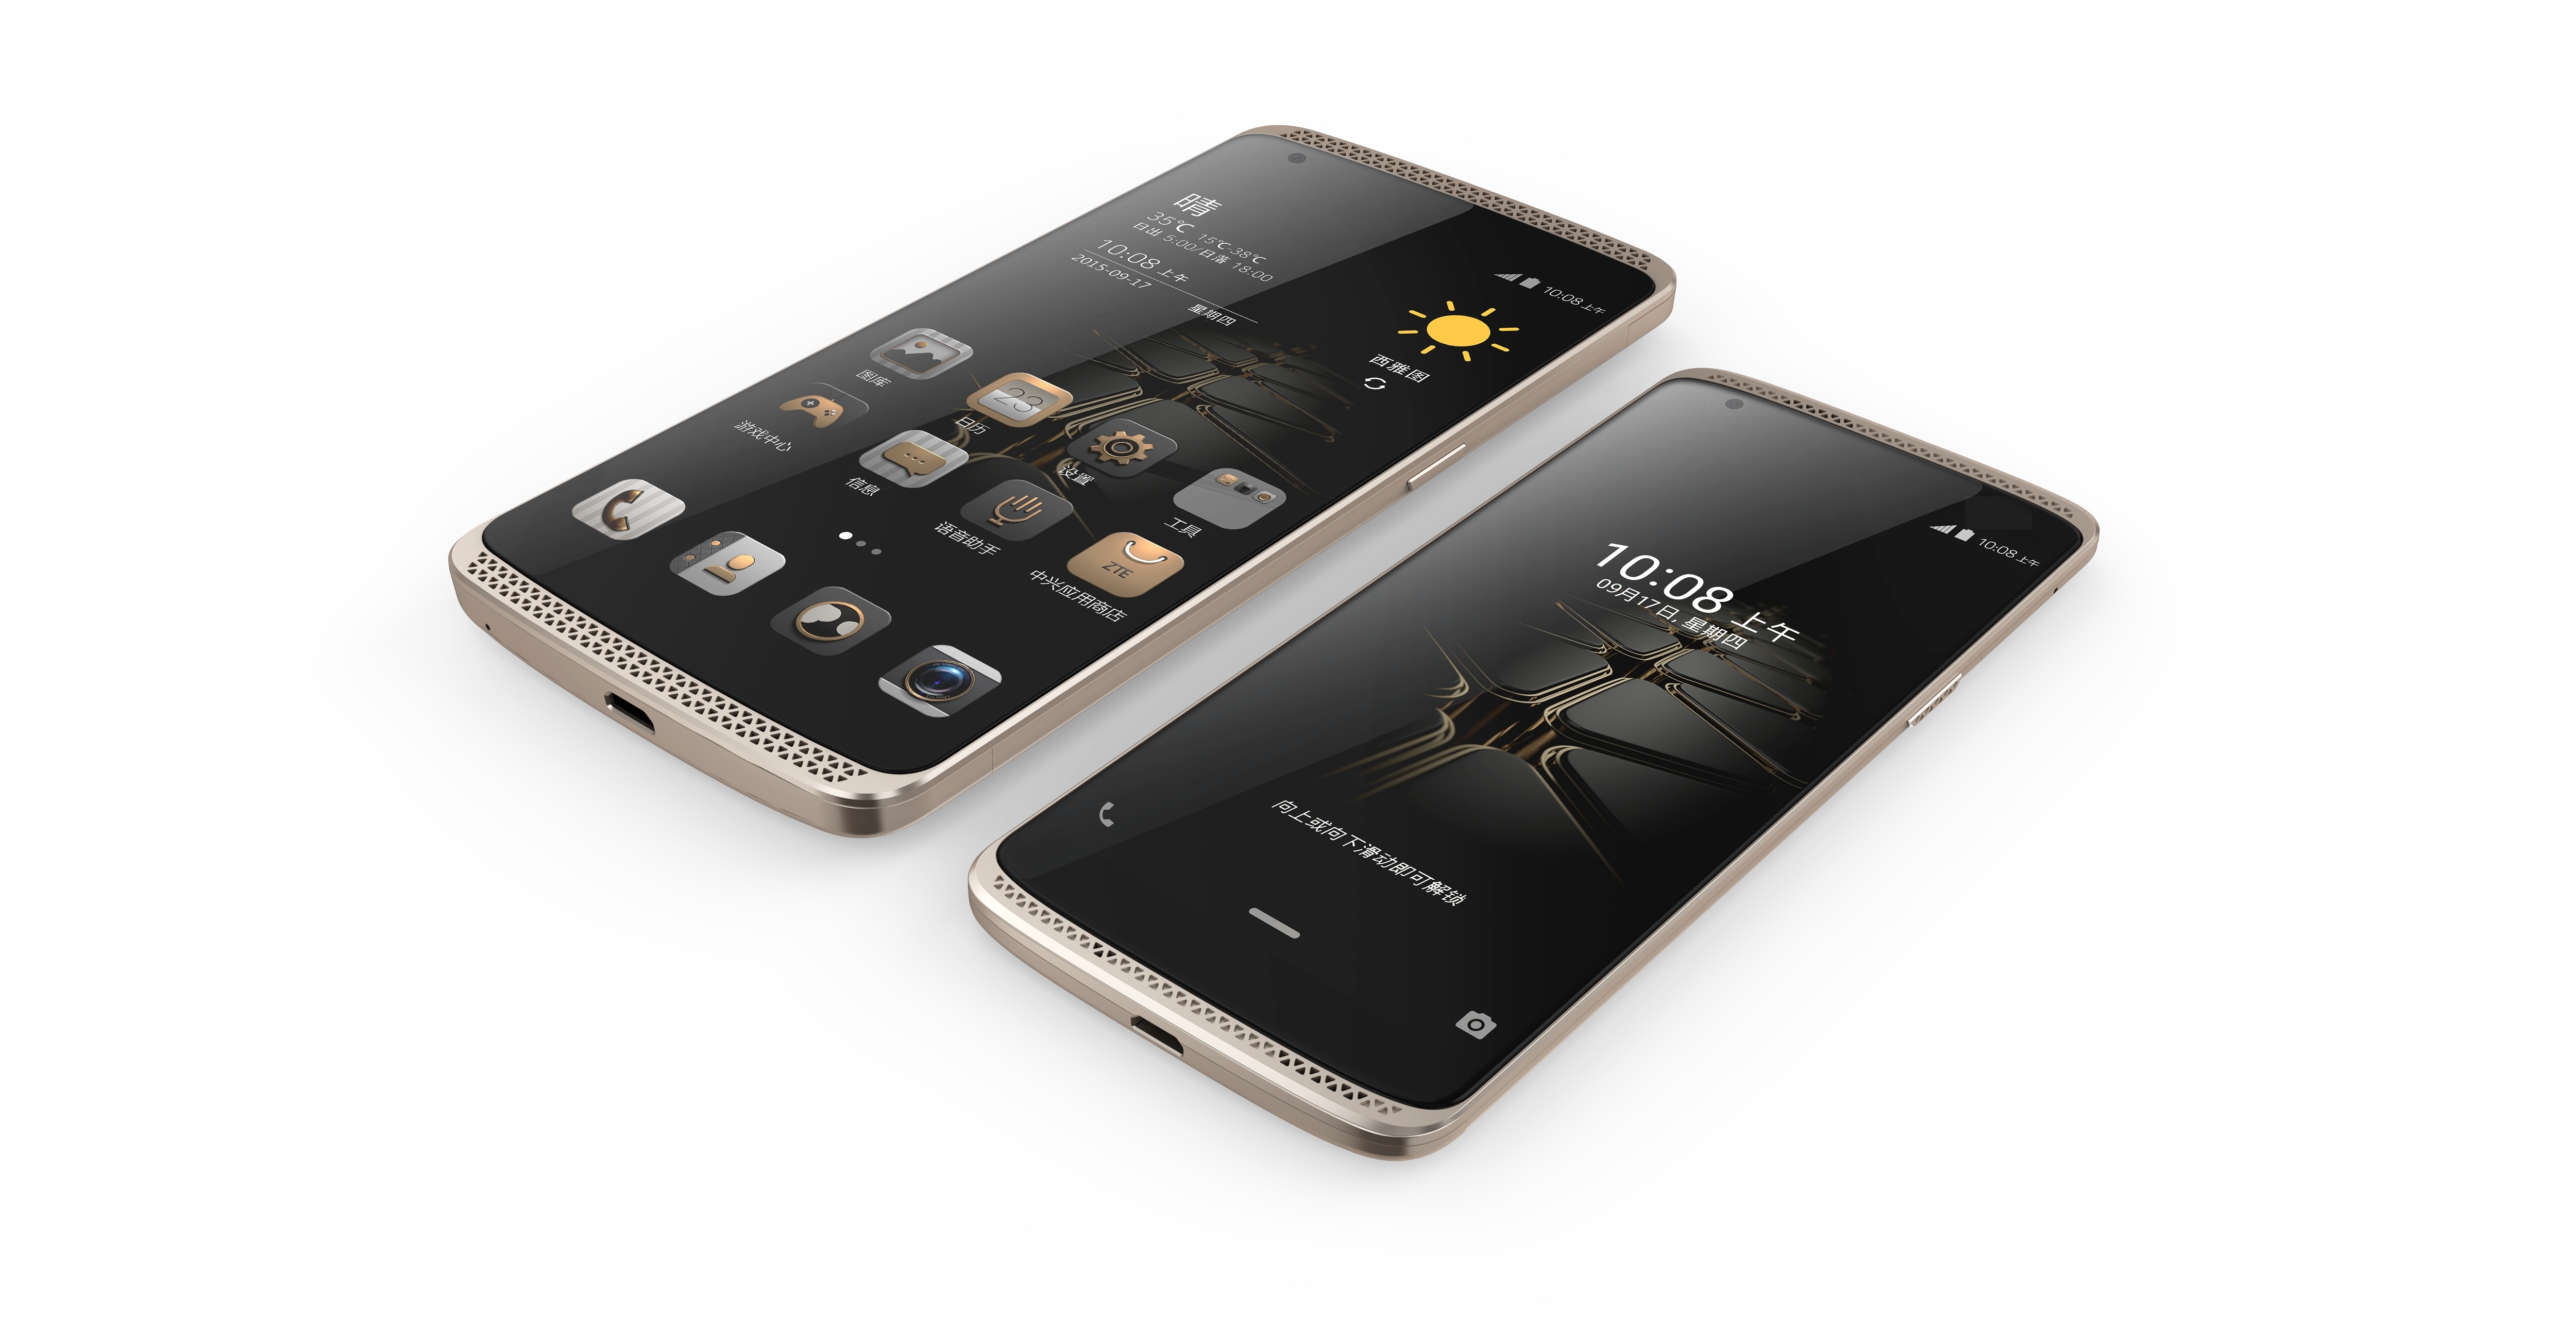 10:08 上午
晴
35℃ 15℃-38℃
日出 5:00/日落 18:00
10:08 上午
2015-09-17 星期四
西雅图
图库
日历
23
设置
工具
游戏中心
信息
语音助手
中兴应用商店
ZTE
10:08 上午
10:08 上午
09月17日, 星期四
向上或向下滑动即可解锁